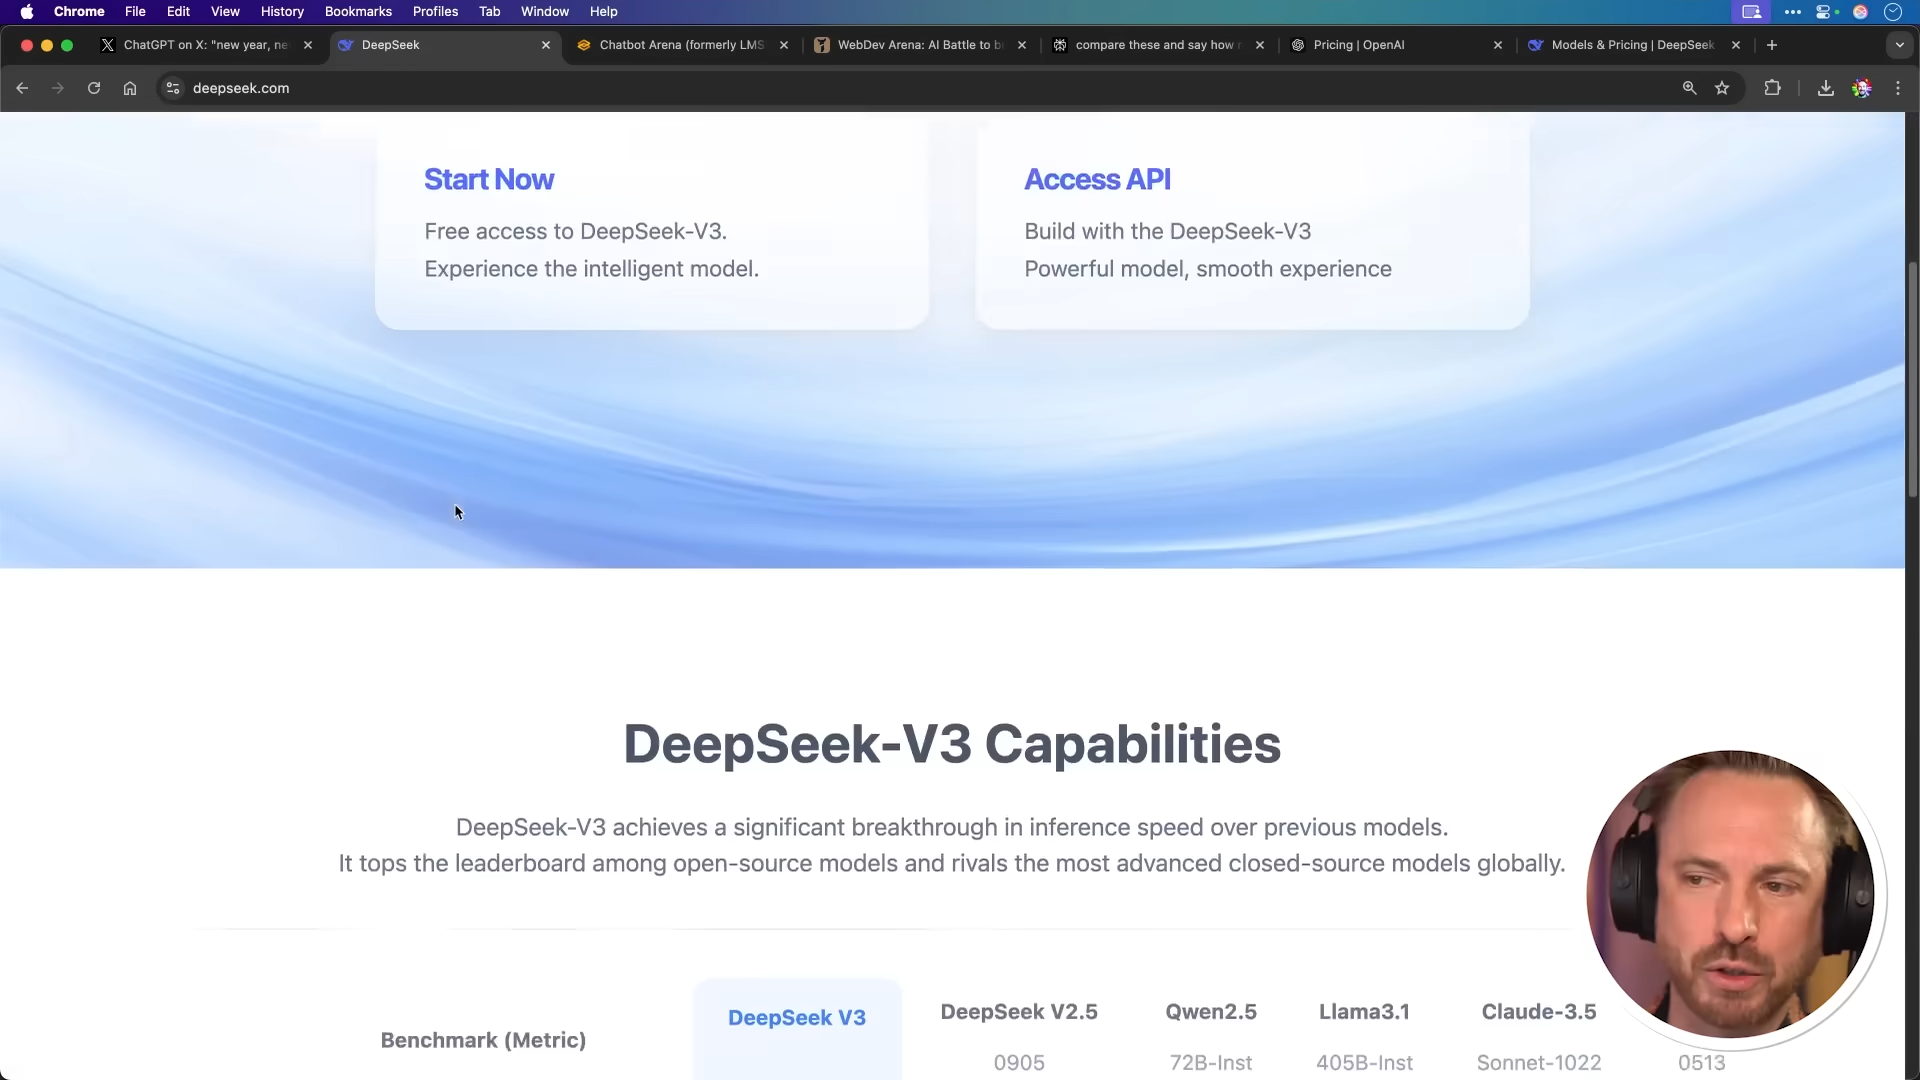 Chrome File Edit View History Bookmarks Profiles Tab Window Help
ChatGPT on X: "new year, ne
DeepSeek
Chatbot Arena (formerly LMS
WebDev Arena: AI Battle to b
compare these and say how
Pricing | OpenAI
Models & Pricing | DeepSeek
deepseek.com
Start Now
Free access to DeepSeek-V3.
Experience the intelligent model.
Access API
Build with the DeepSeek-V3
Powerful model, smooth experience
DeepSeek-V3 Capabilities
DeepSeek-V3 achieves a significant breakthrough in inference speed over previous models.
It tops the leaderboard among open-source models and rivals the most advanced closed-source models globally.
Benchmark (Metric)
DeepSeek V3
DeepSeek V2.5
0905
Qwen2.5
72B-Inst
Llama3.1
405B-Inst
Claude-3.5
Sonnet-1022
0513